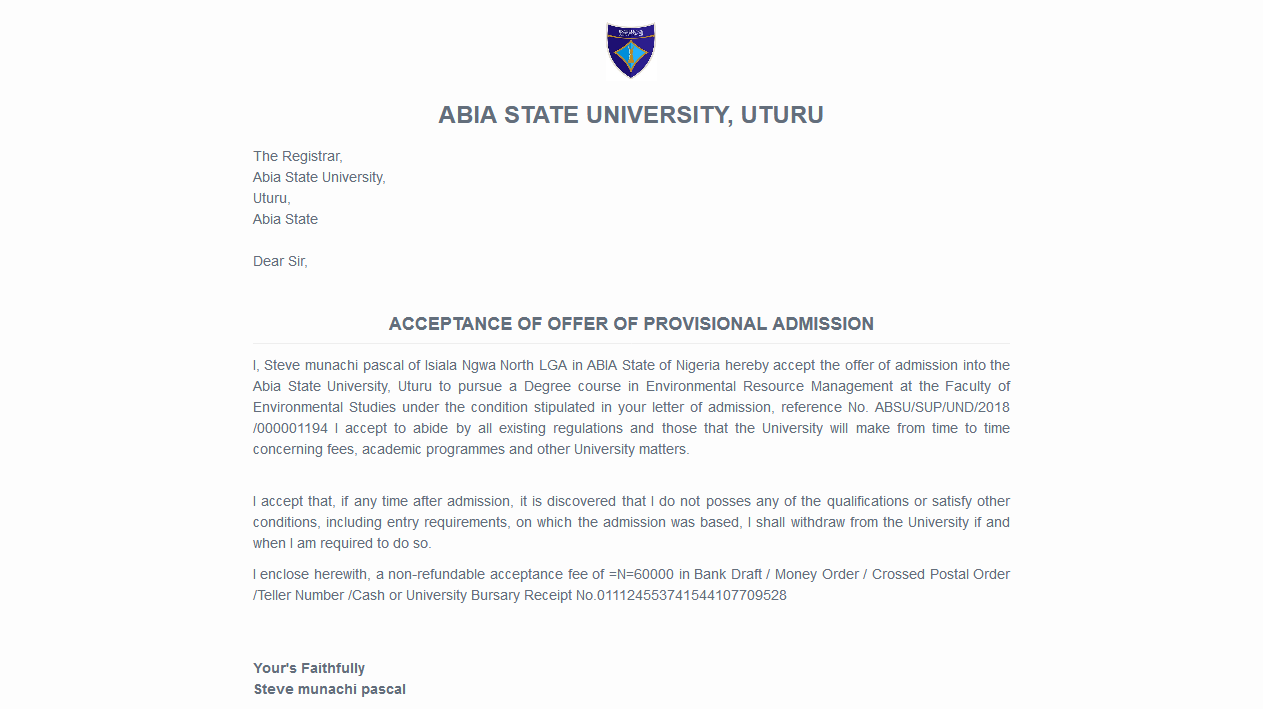 ABIA STATE UNIVERSITY, UTURU
The Registrar,
Abia State University,
Uturu,
Abia State
Dear Sir,
ACCEPTANCE OF OFFER OF PROVISIONAL ADMISSION
I, Steve munachi pascal of Isiala Ngwa North LGA in ABIA State of Nigeria hereby accept the offer of admission into the
Abia State University, Uturu to pursue a Degree course in Environmental Resource Management at the Faculty of
Environmental Studies under the condition stipulated in your letter of admission, reference No. ABSU/SUP/UND/2018
/000001194 I accept to abide by all existing regulations and those that the University will make from time to time
concerning fees, academic programmes and other University matters.
I accept that, if any time after admission, it is discovered that I do not posses any of the qualifications or satisfy other
conditions, including entry requirements, on which the admission was based, I shall withdraw from the University if and
when I am required to do so.
I enclose herewith, a non-refundable acceptance fee of =N=60000 in Bank Draft / Money Order / Crossed Postal Order
/Teller Number /Cash or University Bursary Receipt No.011124553741544107709528
Your's Faithfully
Steve munachi pascal